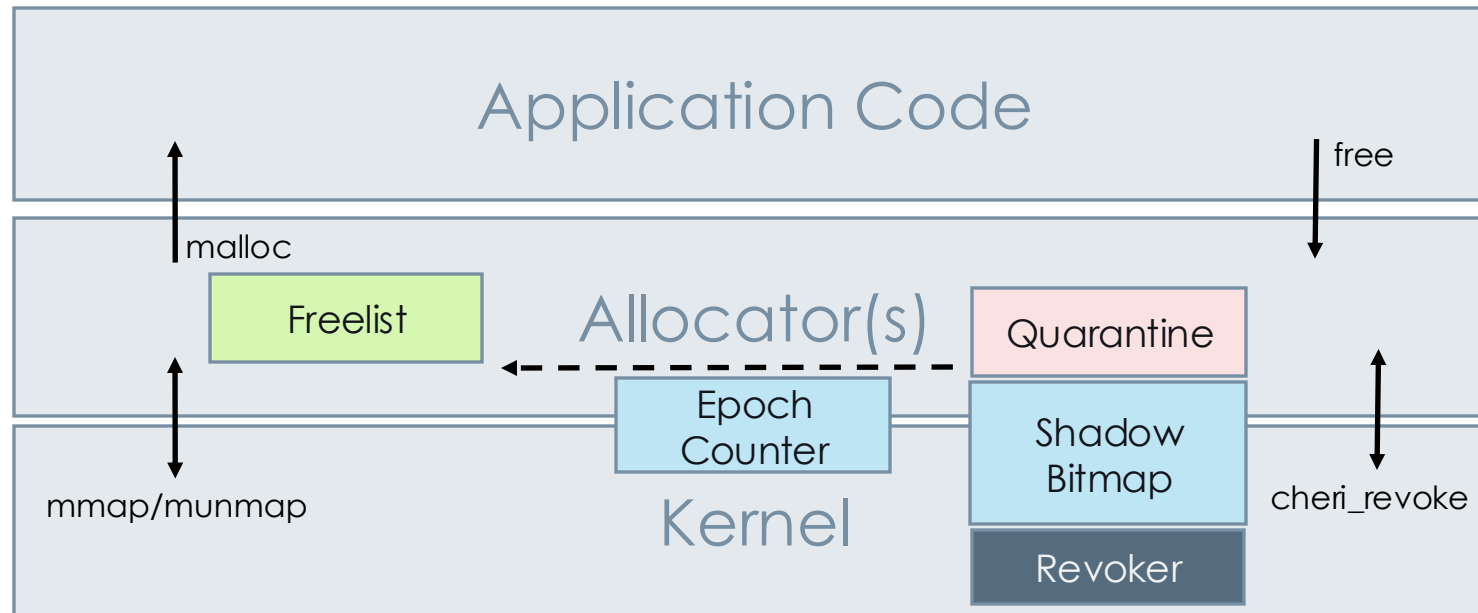 Application Code
free
malloc
Freelist
Allocator(s)
Quarantine
Epoch
Counter
Shadow
Bitmap
mmap/munmap
Kernel
cheri_revoke
Revoker